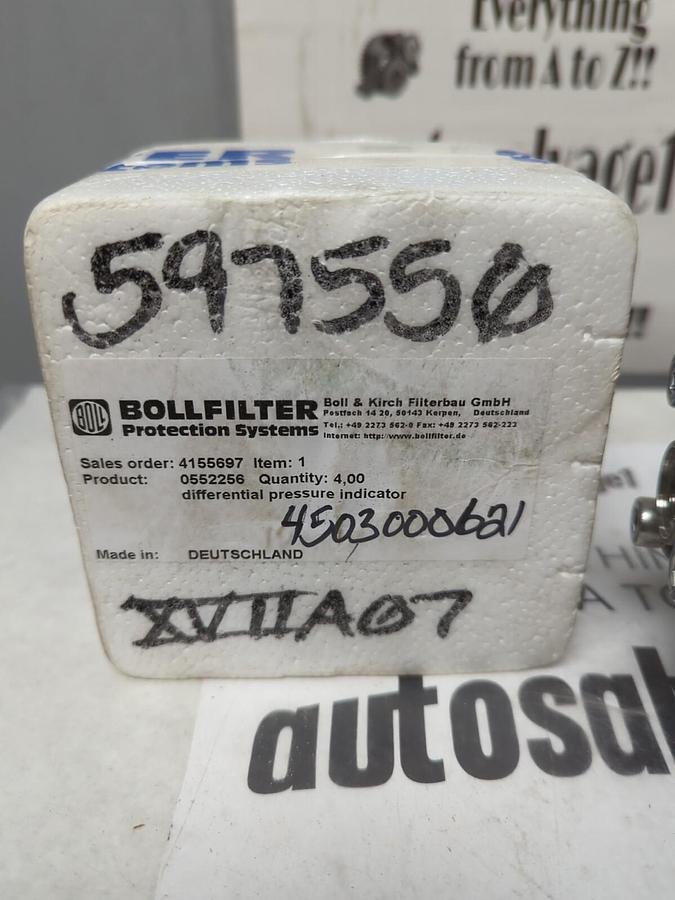 Everything
from A to Z!!
597550
BOLL
BOLLFILTER
Protection Systems
Boll & Kirch Filterbau GmbH
Postfach 14 20, 50143 Kerpen, Deutschland
Tel.: +49 2273 562-0 Fax: +49 2273 562-223
Internet: http://www.bollfilter.de
Sales order: 4155697 Item: 1
Product: 0552256 Quantity: 4,00
differential pressure indicator
4503000621
Made in: DEUTSCHLAND
XVIIA07